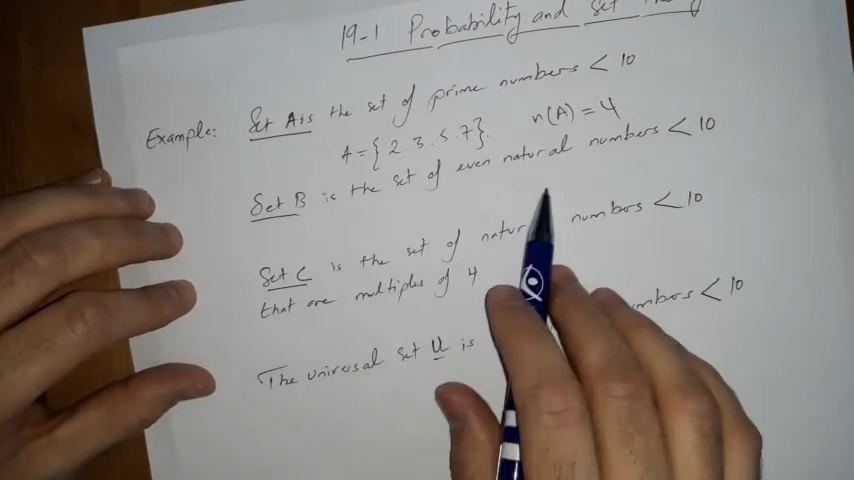 19-1 Probability and Set
Example: Set A is the set of prime numbers < 10
A = {2.3.5.7}. n(A) = 4
Set B is the set of even natural numbers < 10
Set C is the set of natur numbers < 10
that are multiples of 4
The universal set U is numbers < 10